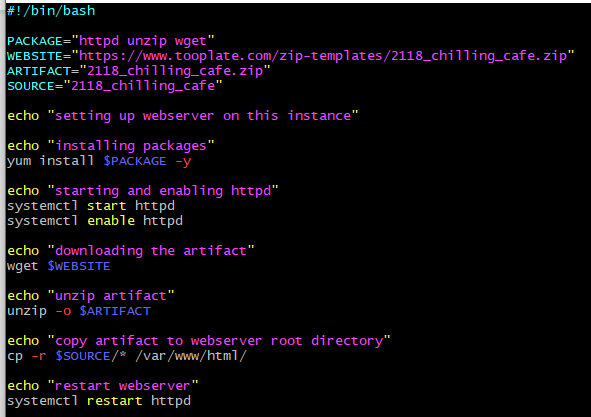 #!/bin/bash
PACKAGE="httpd unzip wget"
WEBSITE="https://www.tooplate.com/zip-templates/2118_chilling_cafe.zip"
ARTIFACT="2118_chilling_cafe.zip"
SOURCE="2118_chilling_cafe"
echo "setting up webserver on this instance"
echo "installing packages"
yum install $PACKAGE -y
echo "starting and enabling httpd"
systemctl start httpd
systemctl enable httpd
echo "downloading the artifact"
wget $WEBSITE
echo "unzip artifact"
unzip -o $ARTIFACT
echo "copy artifact to webserver root directory"
cp -r $SOURCE/* /var/www/html/
echo "restart webserver"
systemctl restart httpd